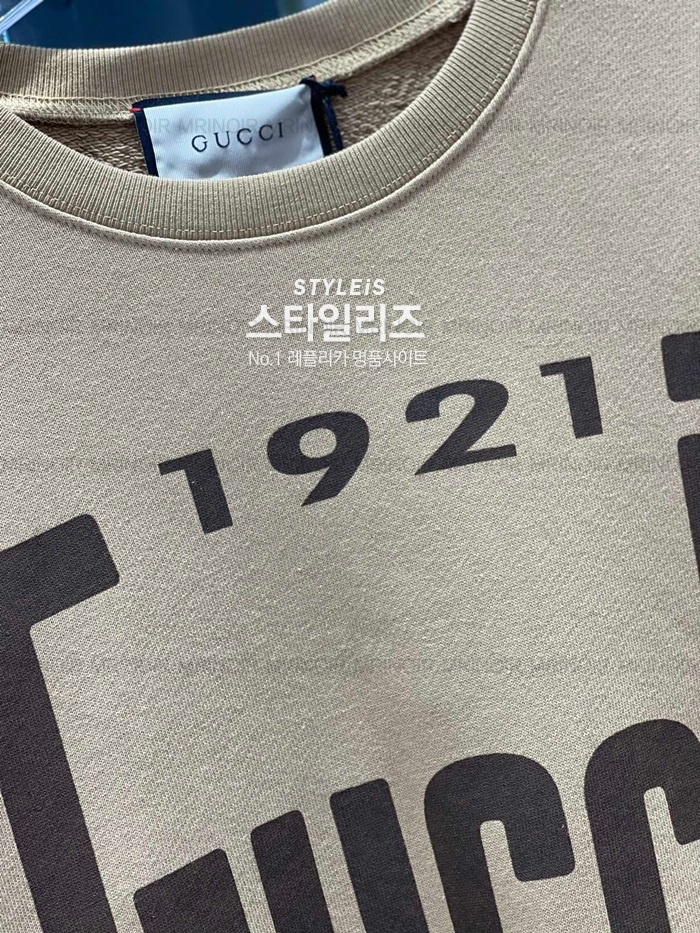 MRINOIR
GUCCI
STYLEiS
스타일리즈
No.1 레플리카 명품사이트
1921